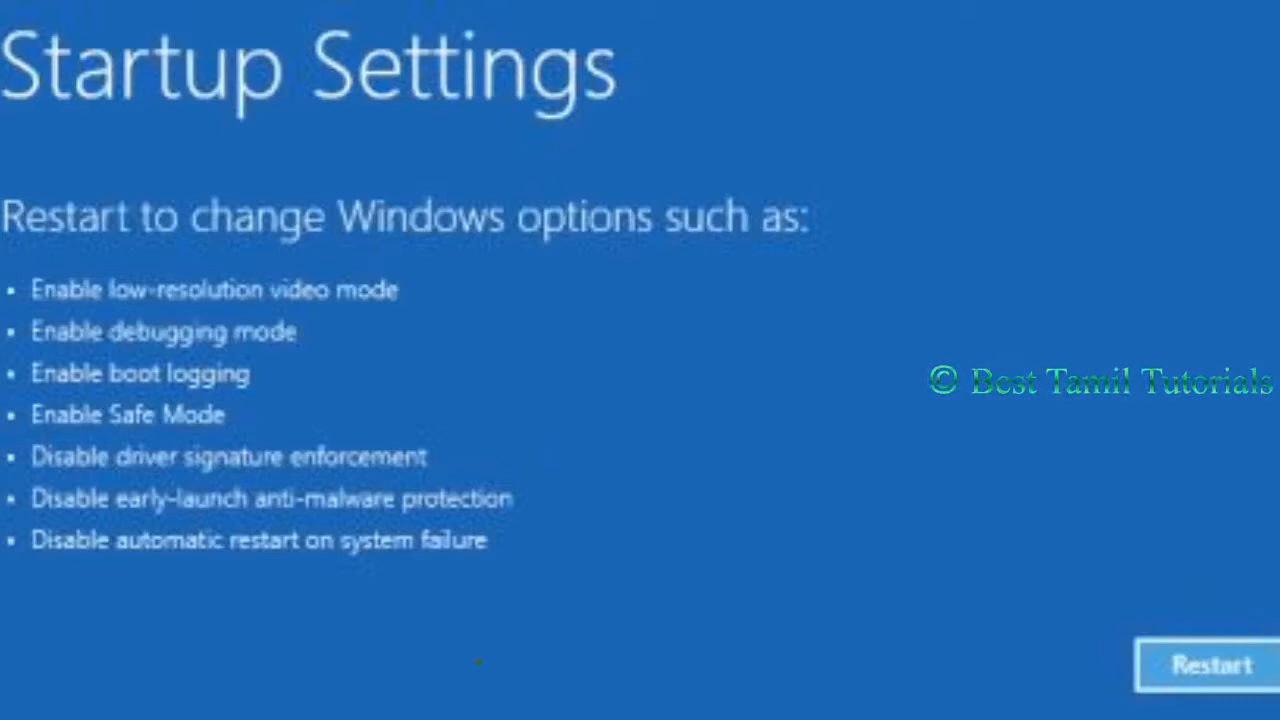 Startup Settings
Restart to change Windows options such as:
• Enable low-resolution video mode
• Enable debugging mode
• Enable boot logging
• Enable Safe Mode
• Disable driver signature enforcement
• Disable early-launch anti-malware protection
• Disable automatic restart on system failure
© Best Tamil Tutorials
Restart